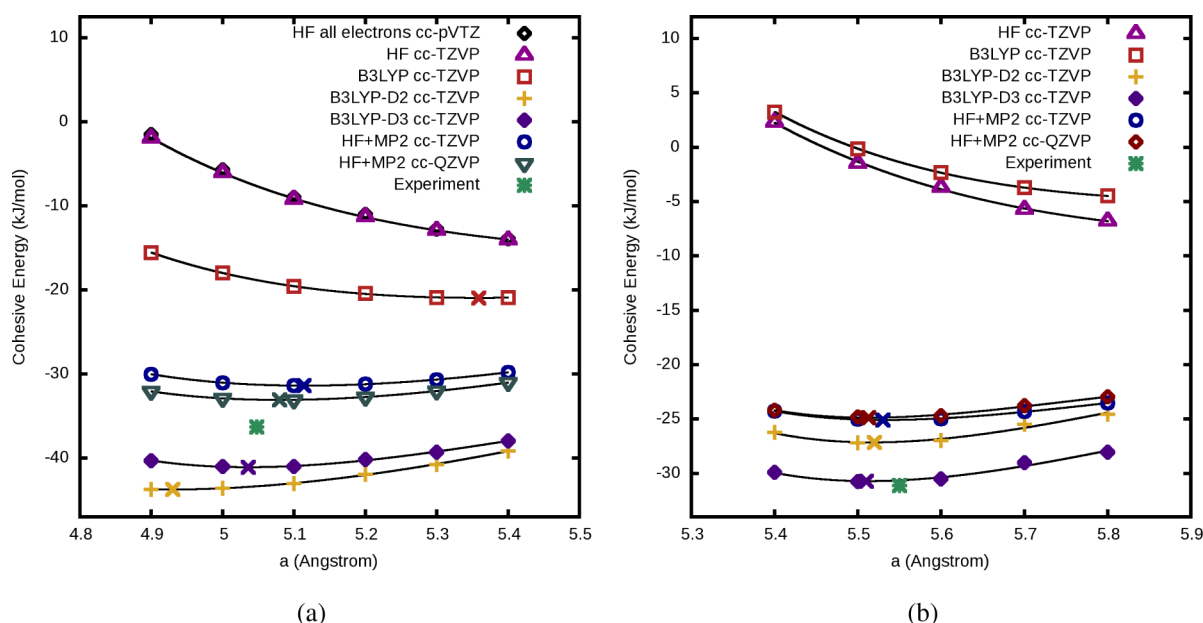 HF all electrons cc-pVTZ
HF cc-TZVP
B3LYP cc-TZVP
B3LYP-D2 cc-TZVP
B3LYP-D3 cc-TZVP
HF+MP2 cc-TZVP
HF+MP2 cc-QZVP
Experiment
10
0
-10
-20
-30
-40
Cohesive Energy (kJ/mol)
4.8
4.9
5
5.1
5.2
5.3
5.4
5.5
a (Angstrom)
(a)
HF cc-TZVP
B3LYP cc-TZVP
B3LYP-D2 cc-TZVP
B3LYP-D3 cc-TZVP
HF+MP2 cc-TZVP
HF+MP2 cc-QZVP
Experiment
10
5
0
-5
-10
-15
-20
-25
-30
Cohesive Energy (kJ/mol)
5.3
5.4
5.5
5.6
5.7
5.8
5.9
a (Angstrom)
(b)